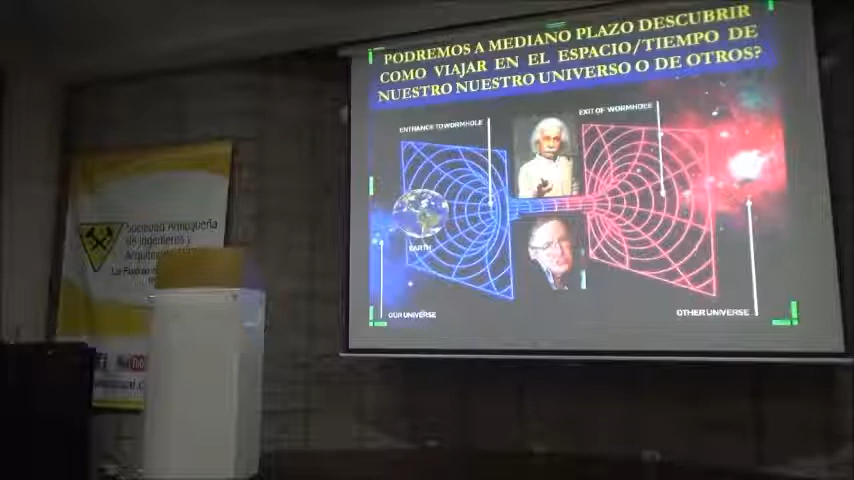 PODREMOS A MEDIANO PLAZO DESCUBRIR
COMO VIAJAR EN EL ESPACIO/TIEMPO DE
NUESTRO NUESTRO UNIVERSO O DE OTROS?
ENTRANCE TO WORMHOLE
EXIT OF WORMHOLE
EARTH
OUR UNIVERSE
OTHER UNIVERSE
Sociedad Antioqueña
de Ingenieros y
Arquitectos